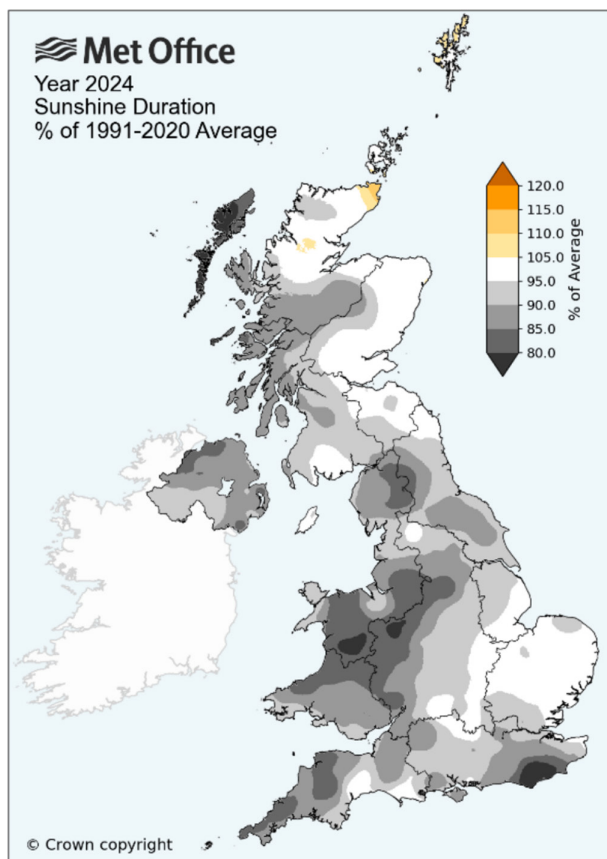 Met Office
Year 2024
Sunshine Duration
% of 1991-2020 Average
120.0
115.0
110.0
105.0
95.0
90.0
85.0
80.0
% of Average
© Crown copyright